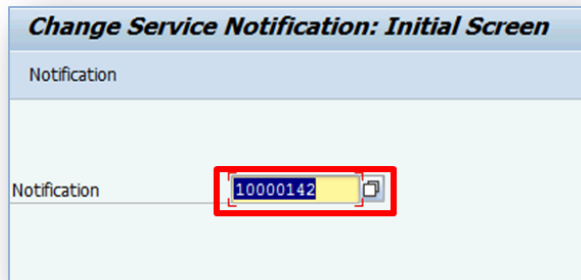 Change Service Notification: Initial Screen
Notification
Notification 10000142